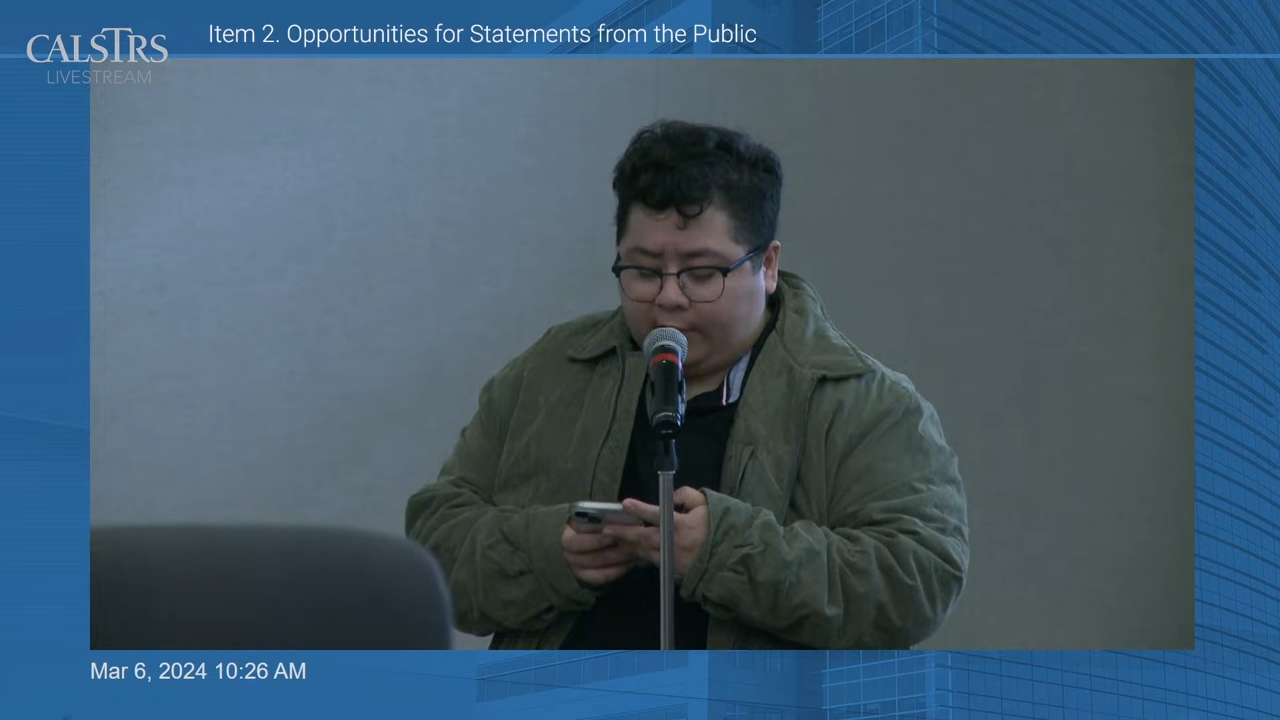 Item 2. Opportunities for Statements from the Public
CALSTRS
LIVESTREAM
Mar 6, 2024 10:26 AM